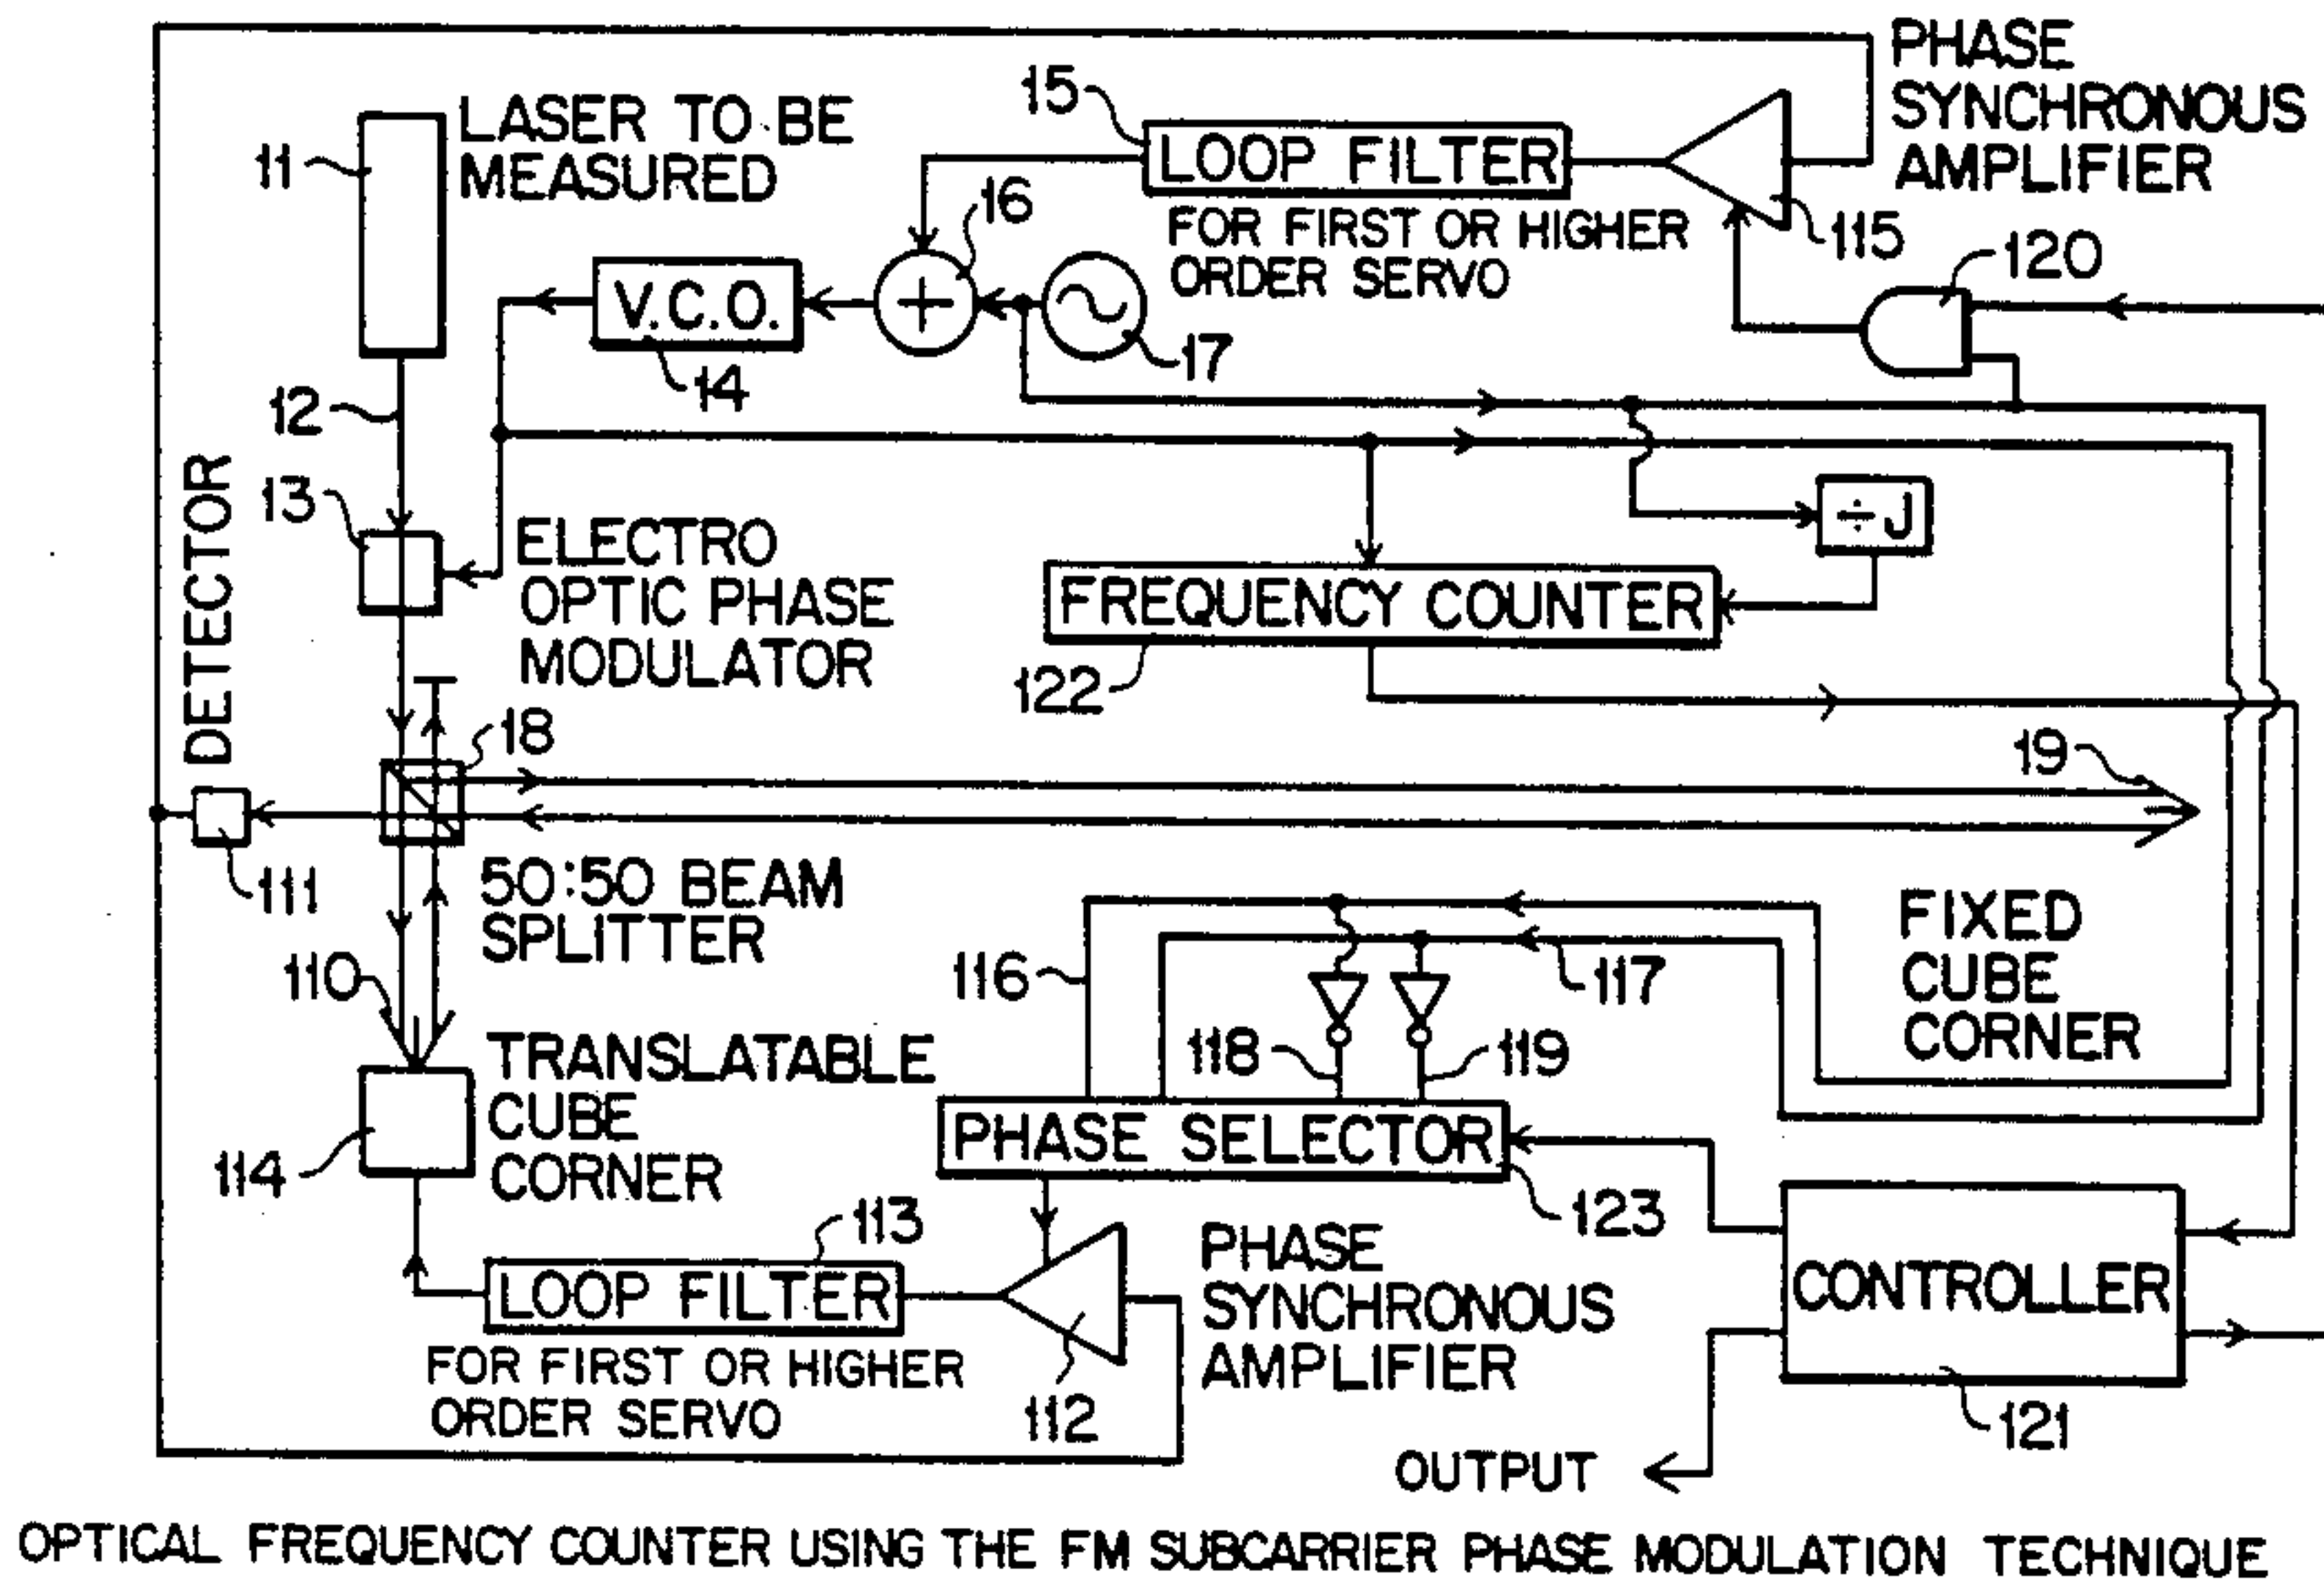 PHASE
SYNCHRONOUS
AMPLIFIER
LASER TO BE
MEASURED
11
15
LOOP FILTER
FOR FIRST OR HIGHER
ORDER SERVO
115
16
120
V.C.O.
14
17
12
13
DETECTOR
ELECTRO
OPTIC PHASE
MODULATOR
÷J
FREQUENCY COUNTER
122
18
19
111
50:50 BEAM
SPLITTER
110
116
117
FIXED
CUBE
CORNER
118
119
TRANSLATABLE
CUBE
CORNER
114
PHASE SELECTOR
123
113
LOOP FILTER
FOR FIRST OR HIGHER
ORDER SERVO
112
PHASE
SYNCHRONOUS
AMPLIFIER
CONTROLLER
121
OUTPUT
OPTICAL FREQUENCY COUNTER USING THE FM SUBCARRIER PHASE MODULATION TECHNIQUE